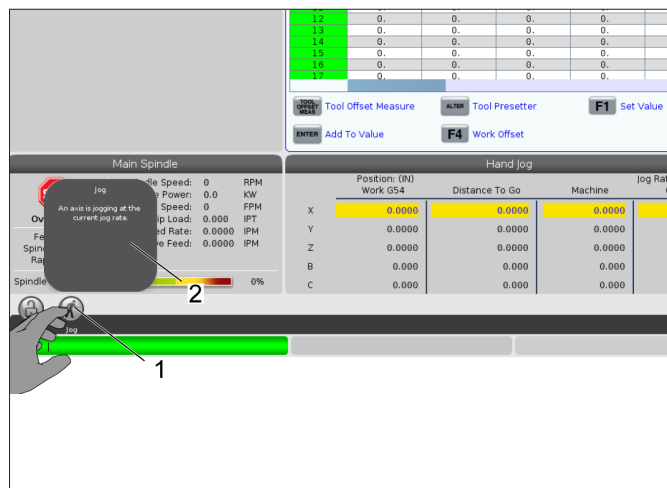 12 0. 0. 0. 0.
13 0. 0. 0. 0.
14 0. 0. 0. 0.
15 0. 0. 0. 0.
16 0. 0. 0. 0.
17 0. 0. 0. 0.
TOOL OFFSET MEAS Tool Offset Measure ALTER Tool Presetter F1 Set Value
ENTER Add To Value F4 Work Offset
Main Spindle
Speed: 0 RPM
Power: 0.0 KW
Speed: 0 FPM
Load: 0.000 IPT
Rate: 0.0000 IPM
Feed: 0.0000 IPM
Spindle 0%
Jog
An axis is jogging at the
current jog rate.
Hand Jog
Position: (IN)
Work G54 Distance To Go Machine Jog
X 0.0000 0.0000 0.0000
Y 0.0000 0.0000 0.0000
Z 0.0000 0.0000 0.0000
B 0.000 0.000 0.000
C 0.000 0.000 0.000
2
Jog
1